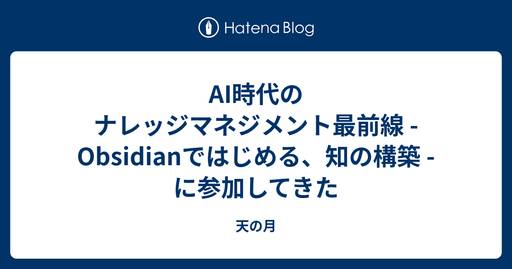 Hatena Blog
AI時代の
ナレッジマネジメント最前線 -
Obsidianではじめる、知の構築 -
に参加してきた
天の月